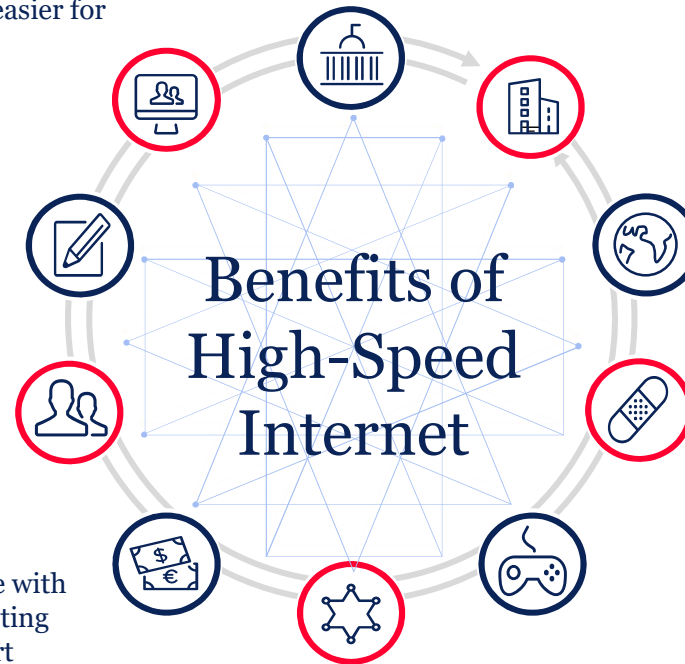 easier for
Benefits of
High-Speed
Internet
$
€
e with
ting
rt